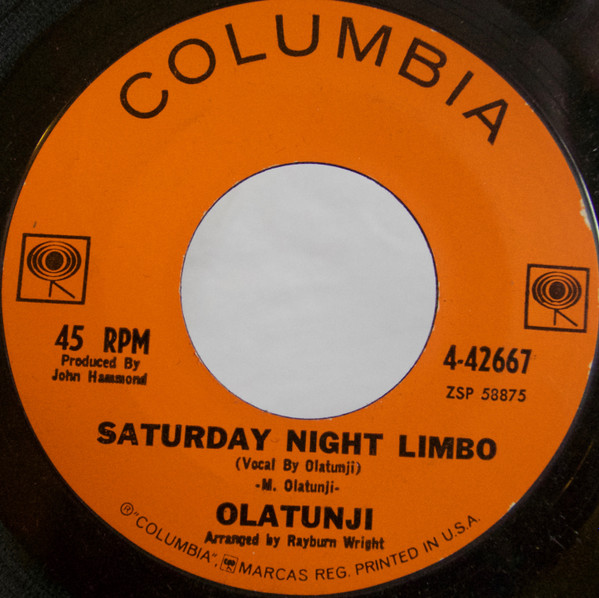 COLUMBIA
45 RPM
Produced By
John Hammond
4-42667
ZSP 58875
SATURDAY NIGHT LIMBO
(Vocal By Olatumji)
-M. Olatunji-
OLATUNJI
Arranged by Rayburn Wright
Ⓡ"COLUMBIA", MARCAS REG. PRINTED IN U.S.A.